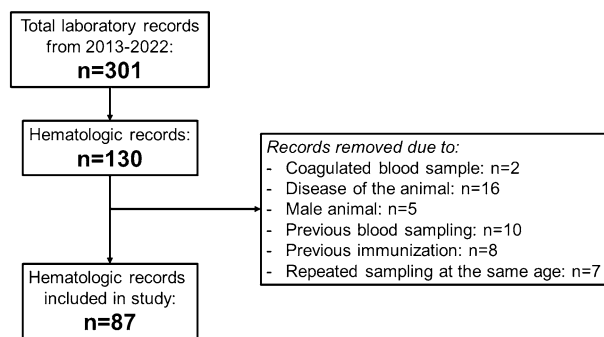 Total laboratory records
from 2013-2022:
n=301
Hematologic records:
n=130
Records removed due to:
- Coagulated blood sample: n=2
- Disease of the animal: n=16
- Male animal: n=5
- Previous blood sampling: n=10
- Previous immunization: n=8
- Repeated sampling at the same age: n=7
Hematologic records
included in study:
n=87